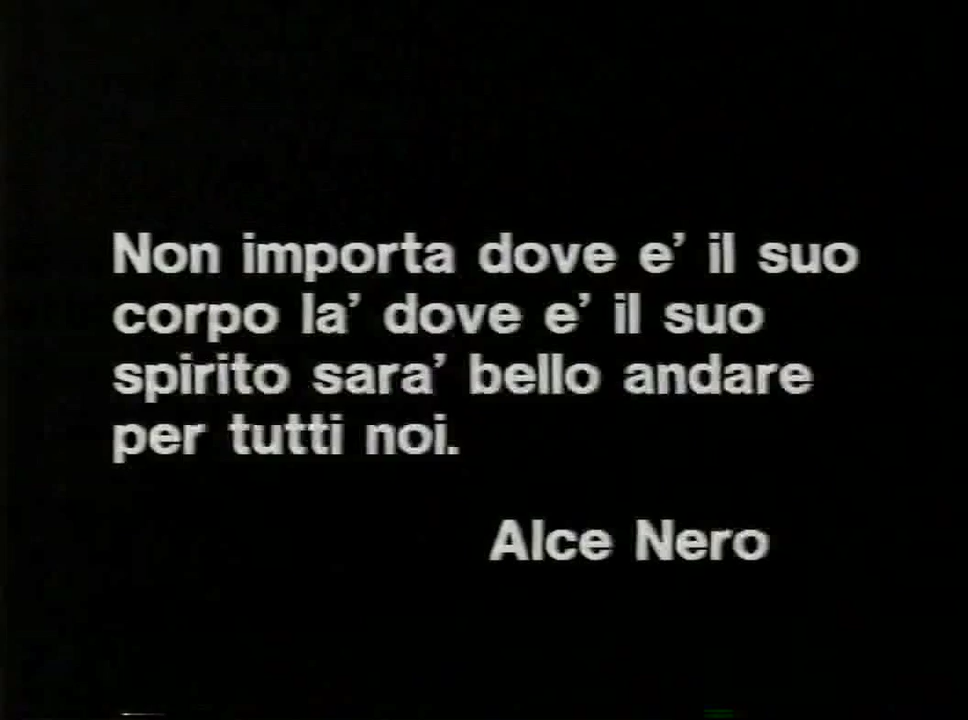 Non importa dove e’ il suo
corpo la’ dove e’ il suo
spirito sara’ bello andare
per tutti noi.
Alce Nero